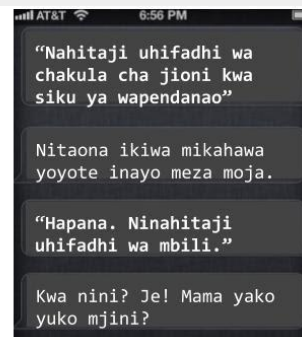 AT&T 6:56 PM
“Nahitaji uhifadhi wa
chakula cha jioni kwa
siku ya wapendanao”
Nitaona ikiwa mikahawa
yoyote inayo meza moja.
“Hapana. Ninahitaji
uhifadhi wa mbili.”
Kwa nini? Je! Mama yako
yuko mjini?